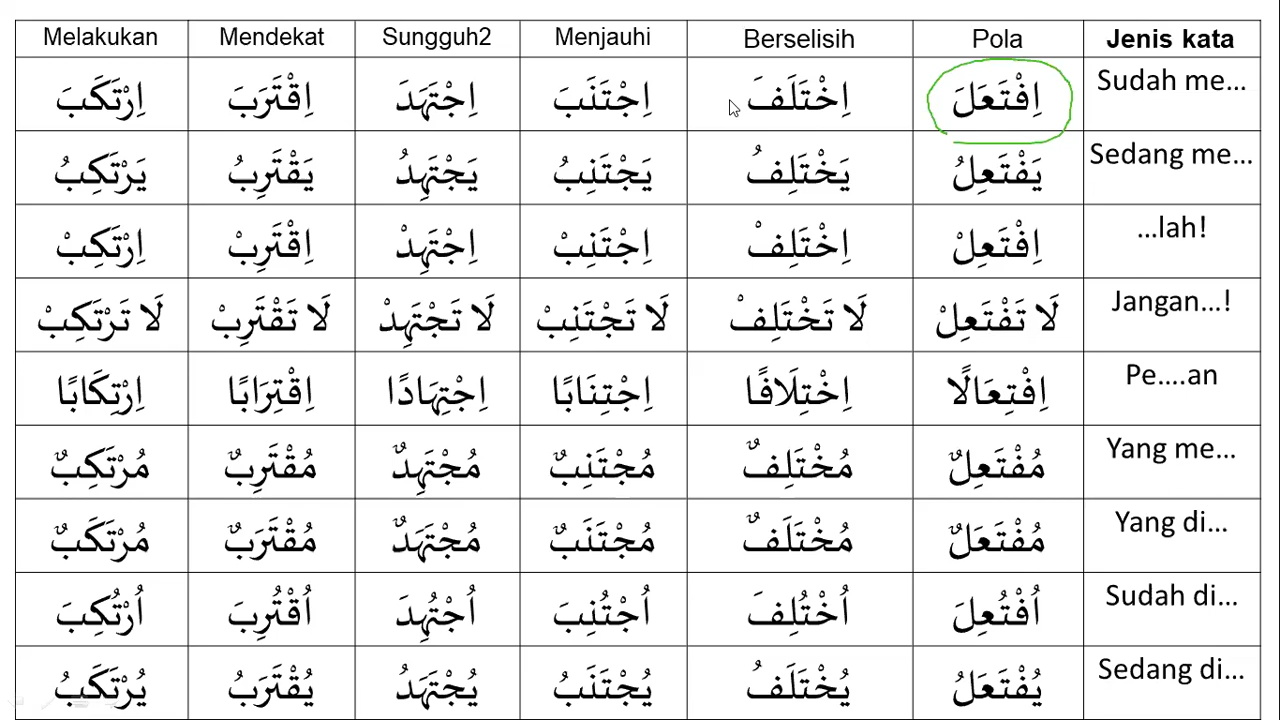 Melakukan Mendekat Sungguh2 Menjauhi Berselisih Pola Jenis kata
اِرْتَكَبَ اِقْتَرَبَ اِجْتَهَدَ اِجْتَنَبَ اِخْتَلَفَ اِفْتَعَلَ Sudah me...
يَرْتَكِبُ يَقْتَرِبُ يَجْتَهِدُ يَجْتَنِبُ يَخْتَلِفُ يَفْتَعِلُ Sedang me...
اِرْتَكِبْ اِقْتَرِبْ اِجْتَهِدْ اِجْتَنِبْ اِخْتَلِفْ اِفْتَعِلْ ...lah!
لَا تَرْتَكِبْ لَا تَقْتَرِبْ لَا تَجْتَهِدْ لَا تَجْتَنِبْ لَا تَخْتَلِفْ لَا تَفْتَعِلْ Jangan...!
اِرْتِكَابًا اِقْتِرَابًا اِجْتِهَادًا اِجْتِنَابًا اِخْتِلَافًا اِفْتِعَالًا Pe....an
مُرْتَكِبٌ مُقْتَرِبٌ مُجْتَهِدٌ مُجْتَنِبٌ مُخْتَلِفٌ مُفْتَعِلٌ Yang me...
مُرْتَكَبٌ مُقْتَرَبٌ مُجْتَهَدٌ مُجْتَنَبٌ مُخْتَلَفٌ مُفْتَعَلٌ Yang di...
اُرْتُكِبَ اُقْتُرِبَ اُجْتُهِدَ اُجْتُنِبَ اُخْتُلِفَ اُفْتُعِلَ Sudah di...
يُرْتَكَبُ يُقْتَرَبُ يُجْتَهَدُ يُجْتَنَبُ يُخْتَلَفُ يُفْتَعَلُ Sedang di...